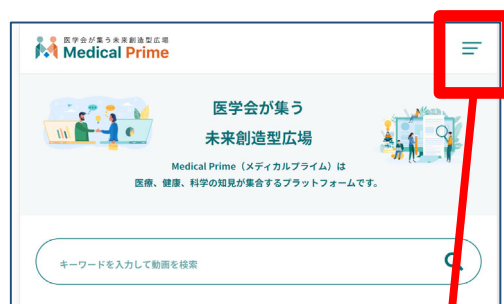 医学会が集う未来創造型広場
Medical Prime
医学会が集う
未来創造型広場
Medical Prime（メディカルプライム）は
医療、健康、科学の知見が集合するプラットフォームです。
キーワードを入力して動画を検索